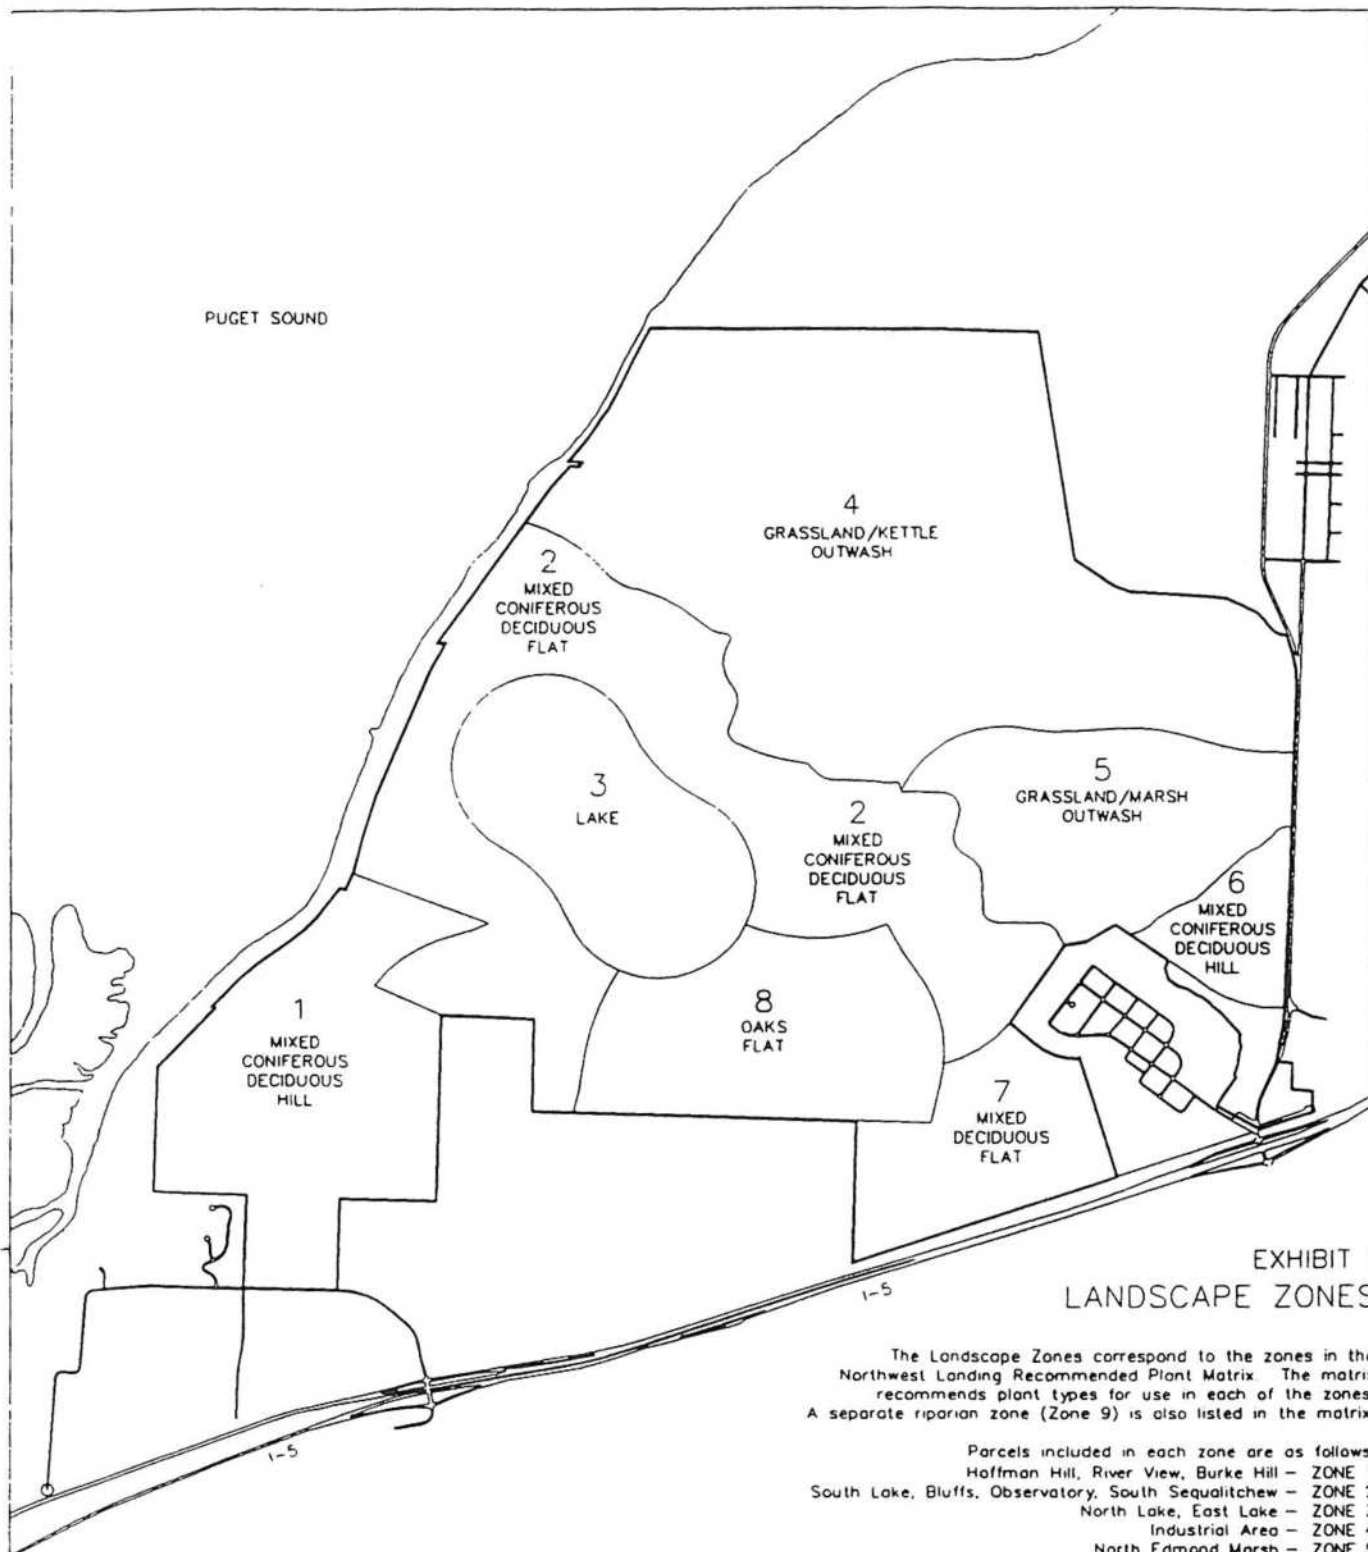 PUGET SOUND
4
GRASSLAND/KETTLE
OUTWASH
2
MIXED
CONIFEROUS
DECIDUOUS
FLAT
3
LAKE
5
GRASSLAND/MARSH
OUTWASH
2
MIXED
CONIFEROUS
DECIDUOUS
FLAT
6
MIXED
CONIFEROUS
DECIDUOUS
HILL
1
MIXED
CONIFEROUS
DECIDUOUS
HILL
8
OAKS
FLAT
7
MIXED
DECIDUOUS
FLAT
I-5
I-5
EXHIBIT
LANDSCAPE ZONES
The Landscape Zones correspond to the zones in the
Northwest Landing Recommended Plant Matrix. The matri
recommends plant types for use in each of the zones
A separate riparian zone (Zone 9) is also listed in the matrix
Parcels included in each zone are as follows
Hoffman Hill, River View, Burke Hill – ZONE
South Lake, Bluffs, Observatory, South Sequalitchew – ZONE
North Lake, East Lake – ZONE
Industrial Area – ZONE
North Edmond Marsh – ZONE